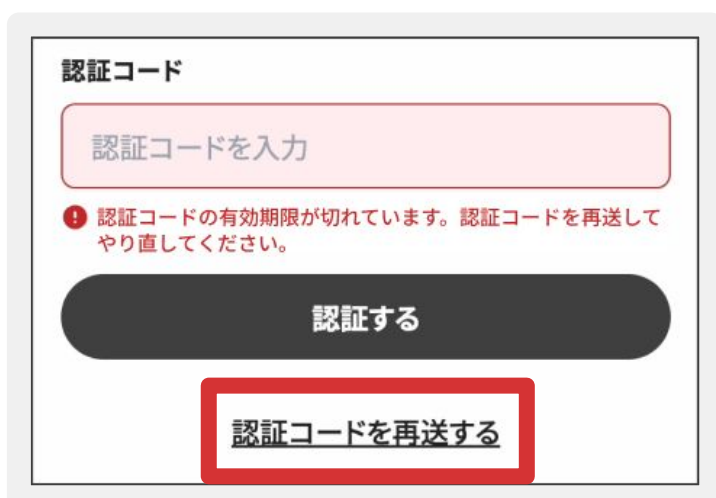 認証コード
認証コードを入力
認証コードの有効期限が切れています。認証コードを再送して
やり直してください。
認証する
認証コードを再送する